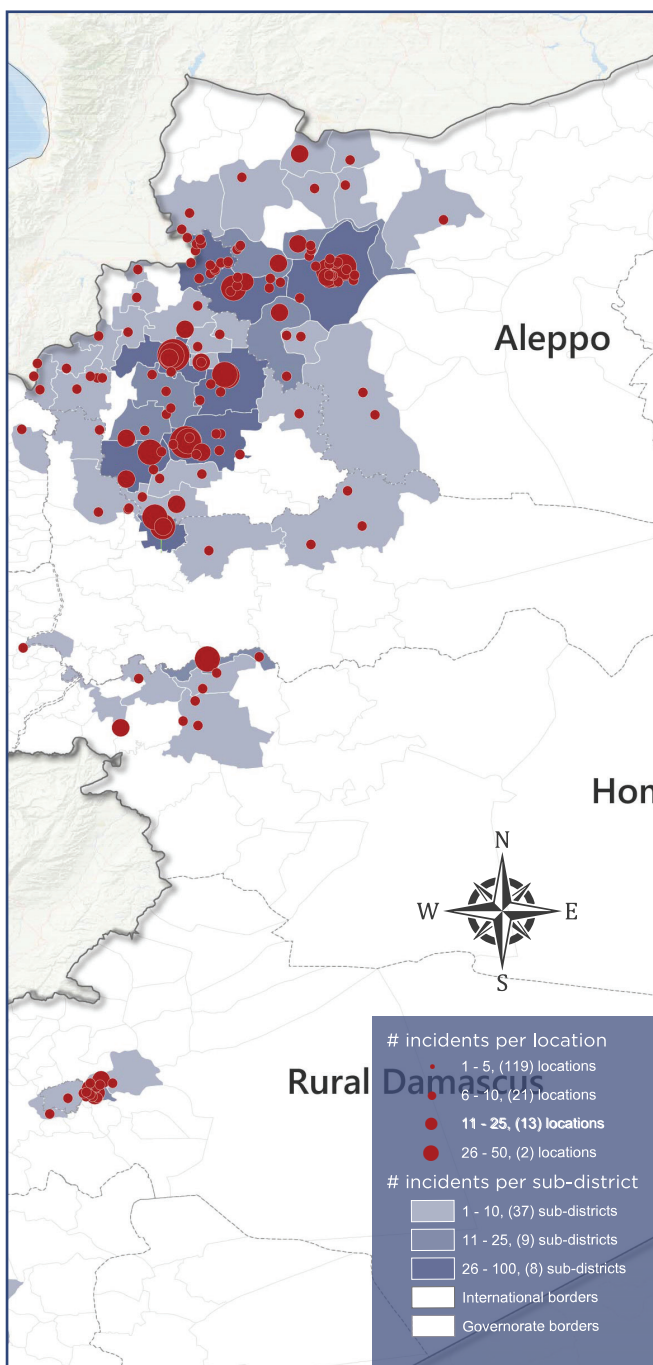 Aleppo
Hom
N
W
E
S
# incidents per location
1 - 5, (119) locations
Rural Damascus
6 - 10, (21) locations
11 - 25, (13) locations
26 - 50, (2) locations
# incidents per sub-district
1 - 10, (37) sub-districts
11 - 25, (9) sub-districts
26 - 100, (8) sub-districts
International borders
Governorate borders